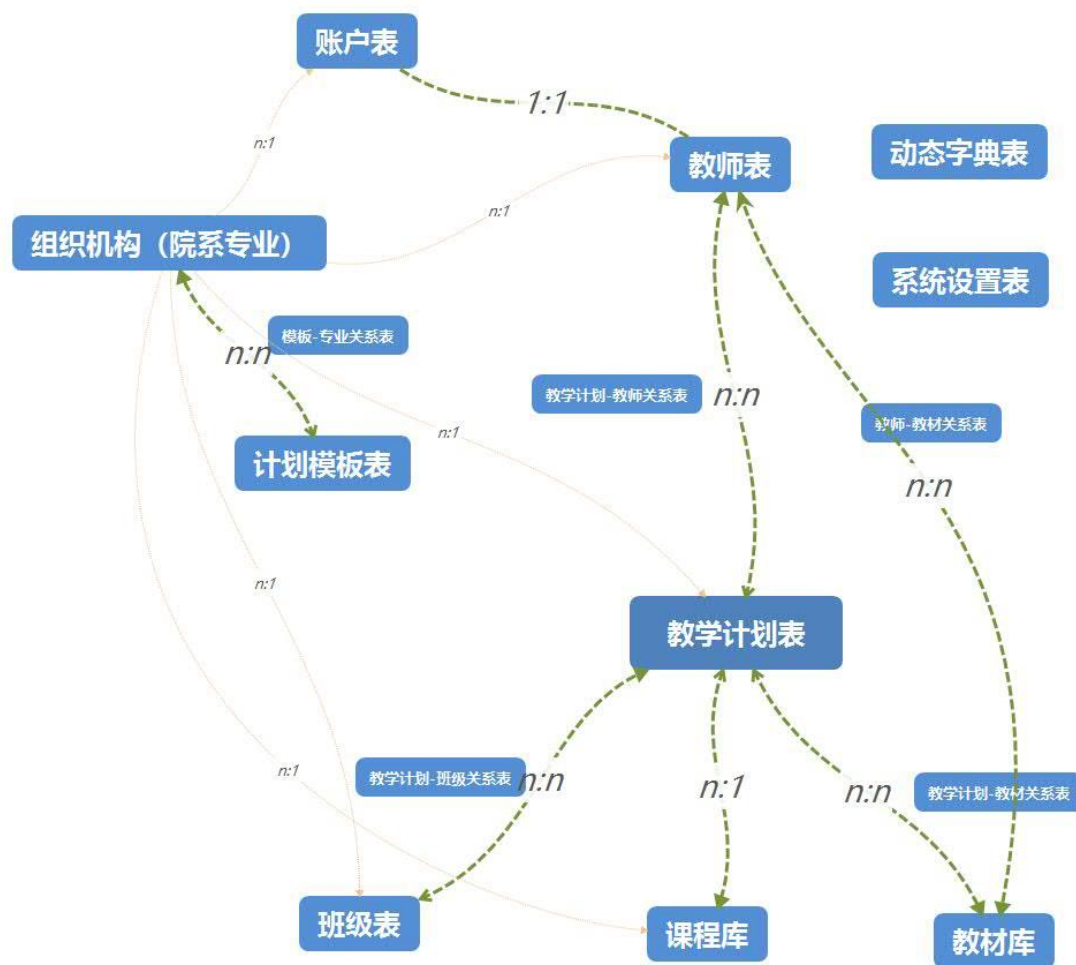 账户表
1:1
n:1
教师表
动态字典表
n:1
组织机构（院系专业）
系统设置表
模板-专业关系表
n:n
教学计划-教师关系表
n:n
教师-教材关系表
n:1
计划模板表
n:n
n:1
教学计划表
n:1
教学计划-班级关系表
n:n
n:1
n:n
教学计划-教材关系表
班级表
课程库
教材库